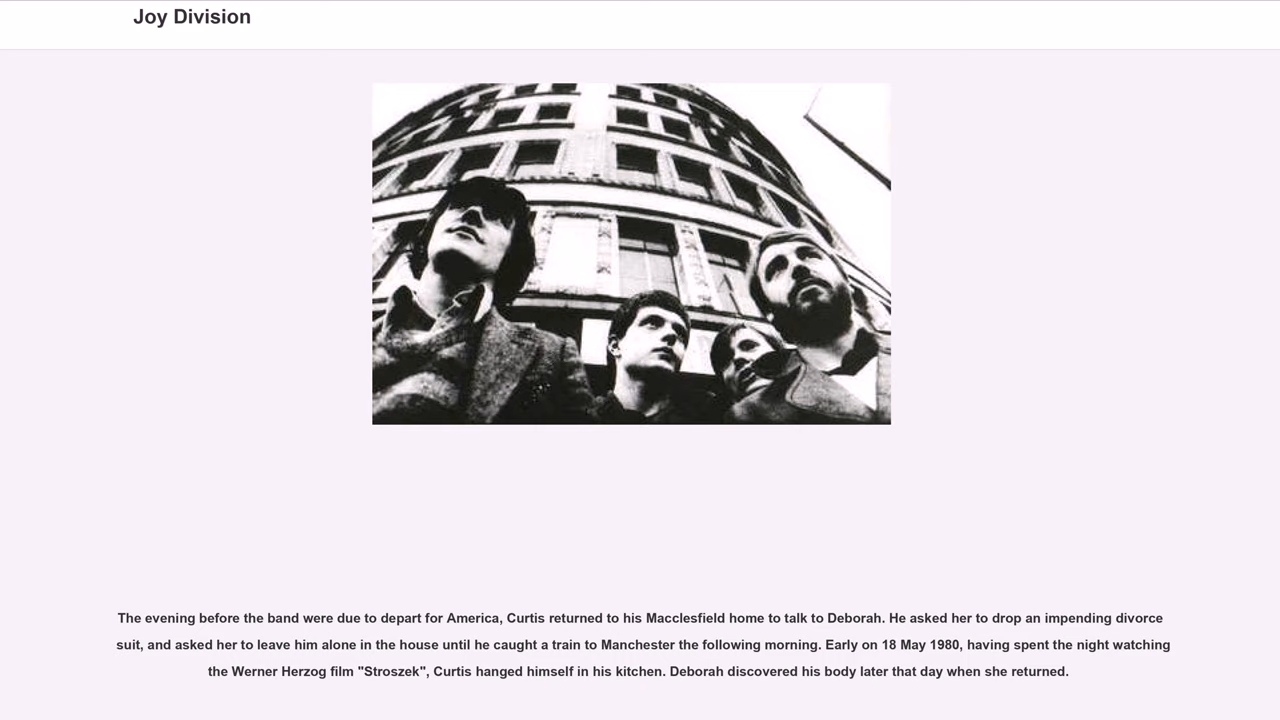 Joy Division
The evening before the band were due to depart for America, Curtis returned to his Macclesfield home to talk to Deborah. He asked her to drop an impending divorce
suit, and asked her to leave him alone in the house until he caught a train to Manchester the following morning. Early on 18 May 1980, having spent the night watching
the Werner Herzog film "Stroszek", Curtis hanged himself in his kitchen. Deborah discovered his body later that day when she returned.